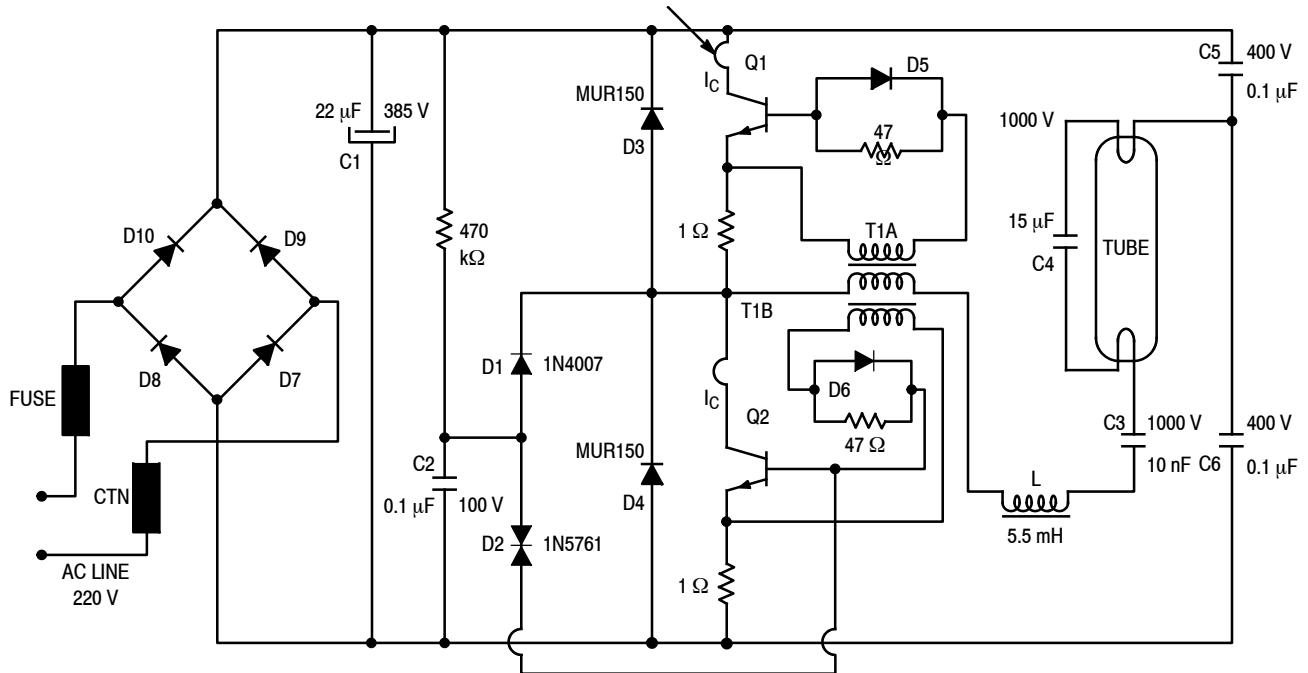 FUSE
CTN
AC LINE
220 V
D10
D9
D8
D7
22 µF
385 V
C1
470
kΩ
C2
0.1 µF
100 V
D1
1N4007
D2
1N5761
MUR150
D3
MUR150
D4
Q1
I_C
1 Ω
D5
47
Ω
T1A
T1B
D6
47 Ω
I_C
Q2
1 Ω
L
5.5 mH
1000 V
15 µF
C4
TUBE
C3
1000 V
10 nF
C5
400 V
0.1 µF
C6
400 V
0.1 µF